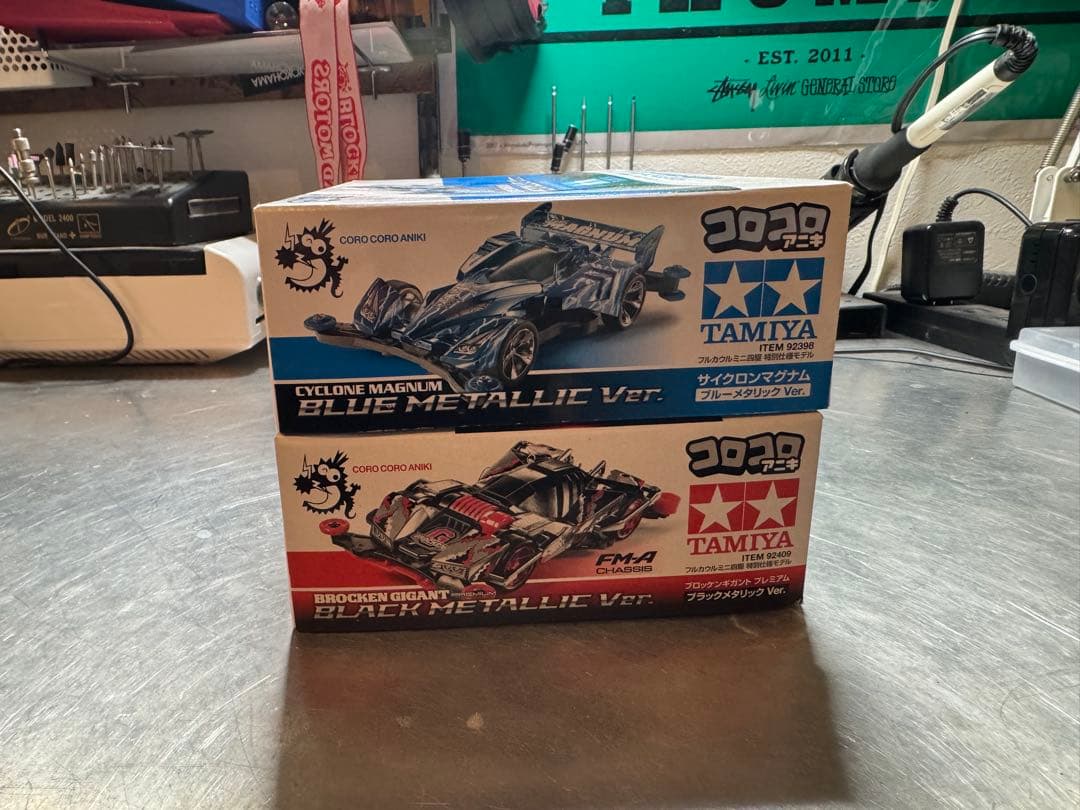 · EST. 2011 ·
GENERAL STORE
YOKOHAMA
MODEL 2400
CORO CORO ANIKI
コロコロ
アニキ
MAGNUM
TAMIYA
ITEM 92398
フルカウルミニ四駆 特別仕様モデル
CYCLONE MAGNUM
BLUE METALLIC Ver.
サイクロンマグナム
ブルーメタリック Ver.
CORO CORO ANIKI
コロコロ
アニキ
TAMIYA
ITEM 92409
フルカウルミニ四駆 特別仕様モデル
FM-A
CHASSIS
BROCKEN GIGANT PREMIUM
BLACK METALLIC Ver.
ブロッケンギガント プレミアム
ブラックメタリック Ver.